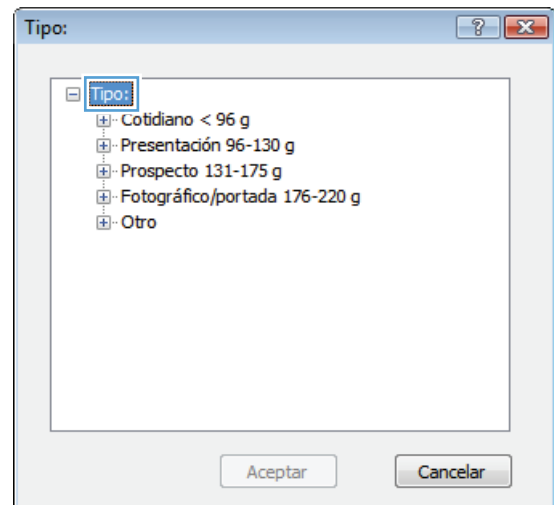 Tipo:
Tipo:
Cotidiano < 96 g
Presentación 96-130 g
Prospecto 131-175 g
Fotográfico/portada 176-220 g
Otro
Aceptar Cancelar